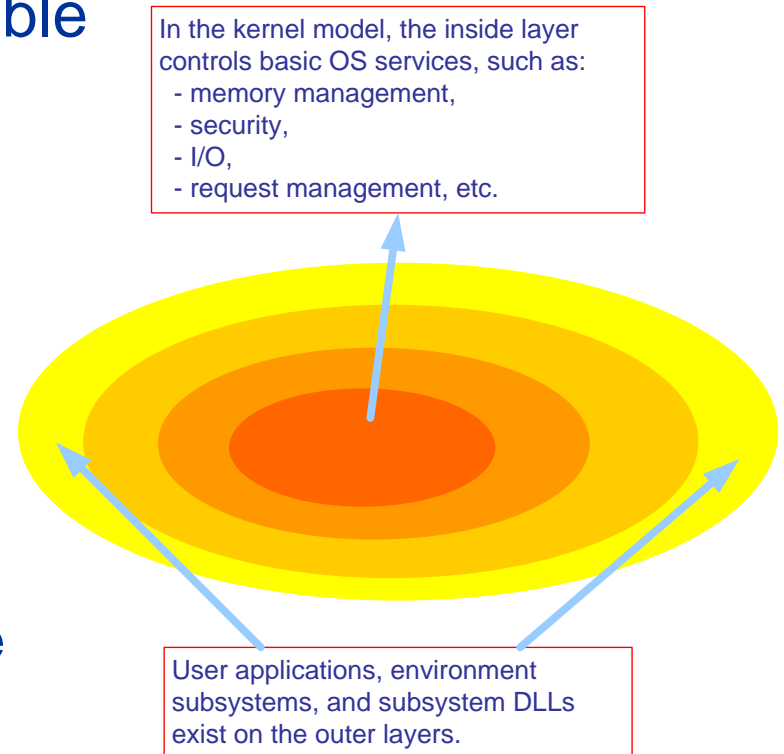 ble
In the kernel model, the inside layer
controls basic OS services, such as:
- memory management,
- security,
- I/O,
- request management, etc.
e
User applications, environment
subsystems, and subsystem DLLs
exist on the outer layers.